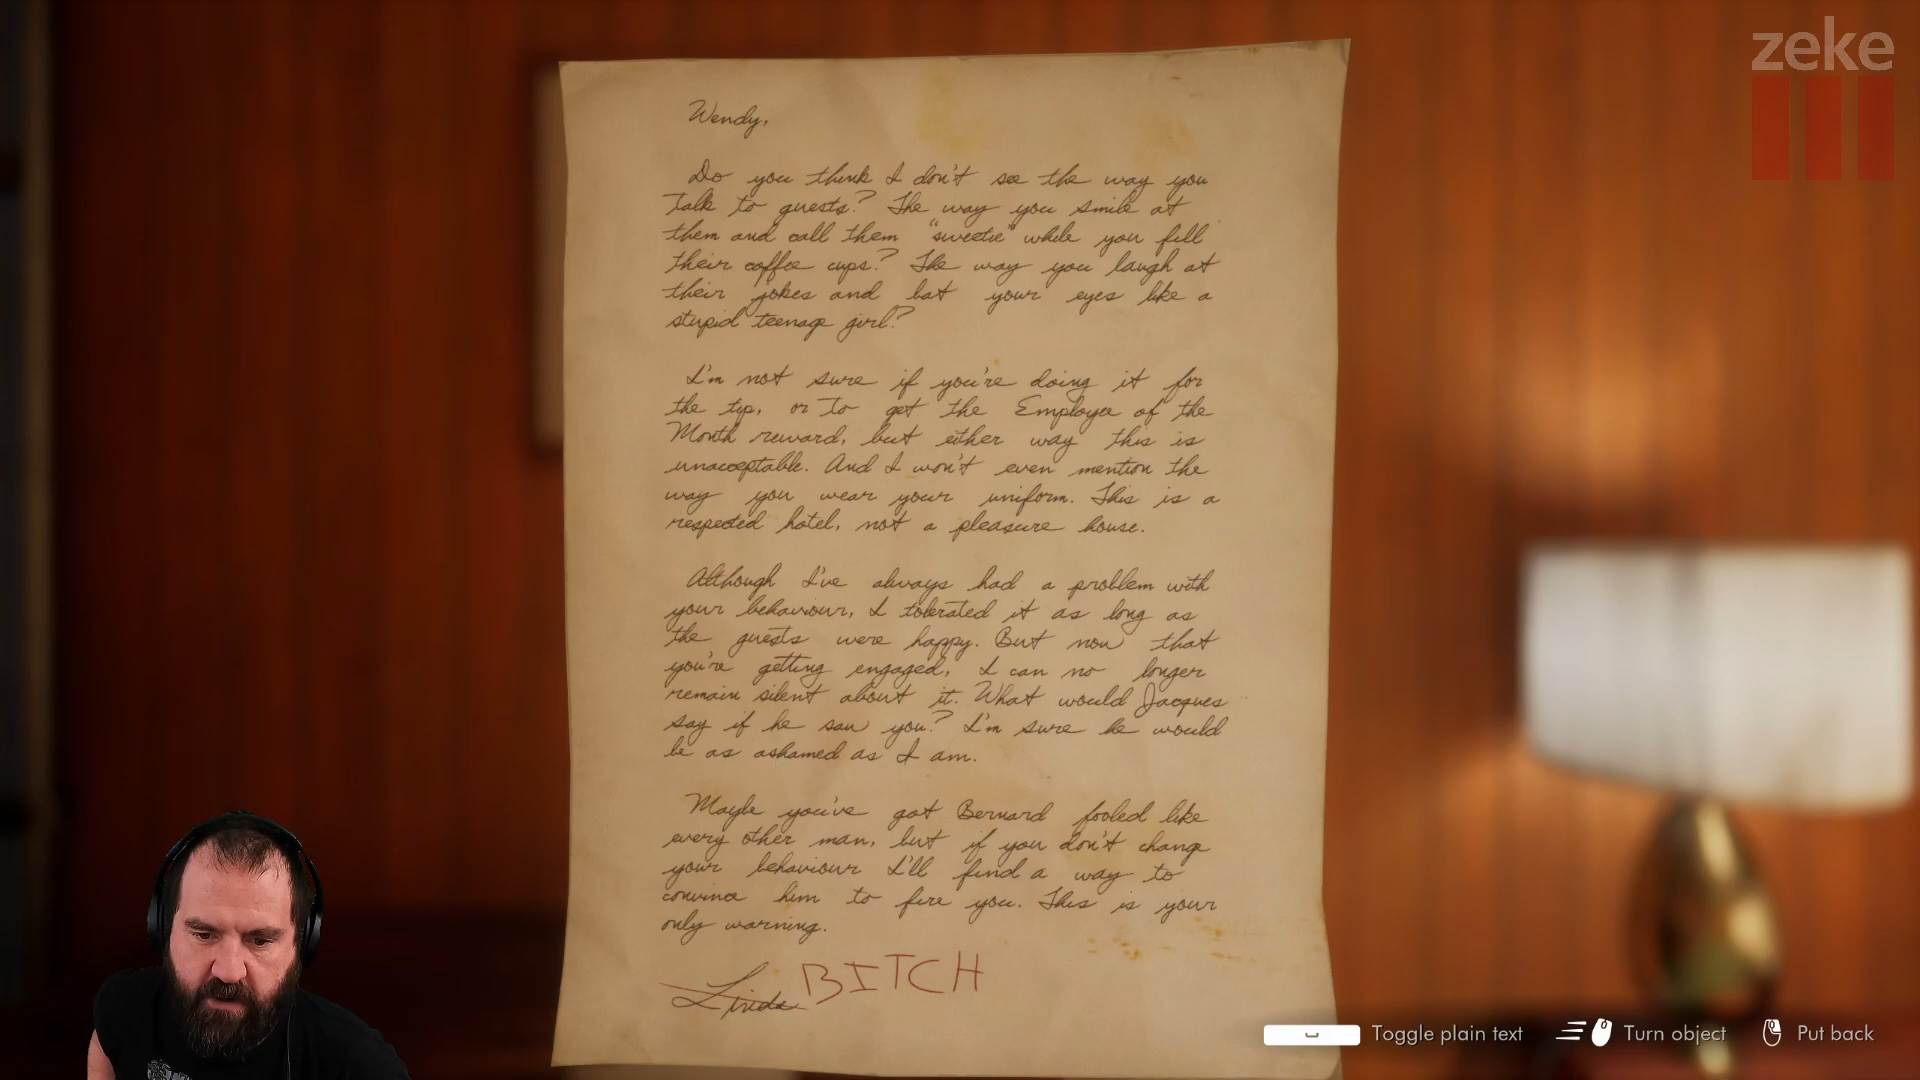 zeke
Wendy,
Do you think I don't see the way you
talk to guests? The way you smile at
them and call them "sweetie" while you fill
their coffee cups? The way you laugh at
their jokes and bat your eyes like a
stupid teenage girl?
I'm not sure if you're doing it for
the tip, or to get the Employee of the
Month reward, but either way this is
unacceptable. And I won't even mention the
way you wear your uniform. This is a
respected hotel, not a pleasure house.
Although I've always had a problem with
your behaviour, I tolerated it as long as
the guests were happy. But now that
you're getting engaged, I can no longer
remain silent about it. What would Jacques
say if he saw you? I'm sure he would
be as ashamed as I am.
Maybe you've got Bernard fooled like
every other man, but if you don't change
your behaviour I'll find a way to
convince him to fire you. This is your
only warning.
Linda BITCH
Toggle plain text Turn object Put back